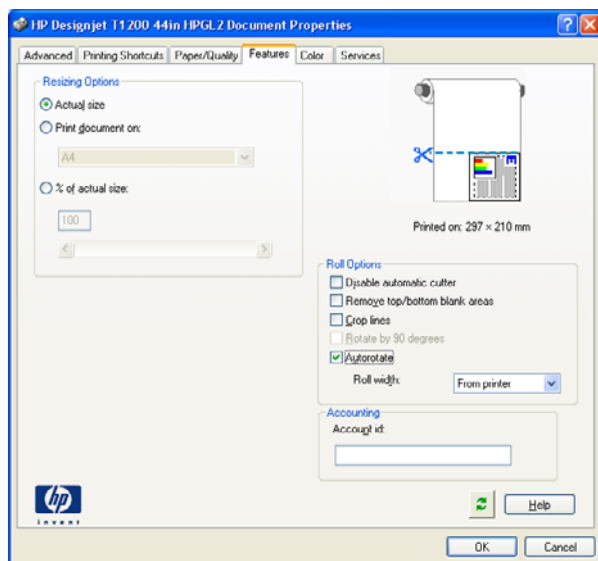 HP Designjet T1200 44in HPGL2 Document Properties
Advanced Printing Shortcuts Paper/Quality Features Color Services
Resizing Options
Actual size
Print document on:
A4
% of actual size:
100
Printed on: 297 × 210 mm
Roll Options
Disable automatic cutter
Remove top/bottom blank areas
Crop lines
Rotate by 90 degrees
Autorotate
Roll width: From printer
Accounting
Account id:
hp
invent
Help
OK Cancel